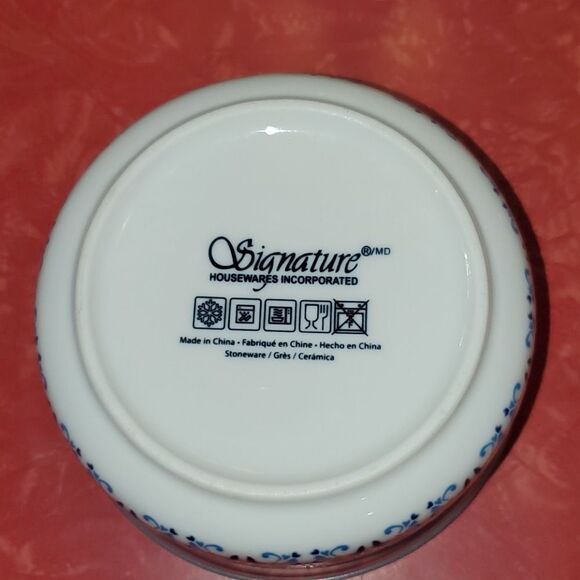 Signature®/MD
HOUSEWARES INCORPORATED
Made in China • Fabriqué en Chine • Hecho en China
Stoneware / Grès / Cerámica